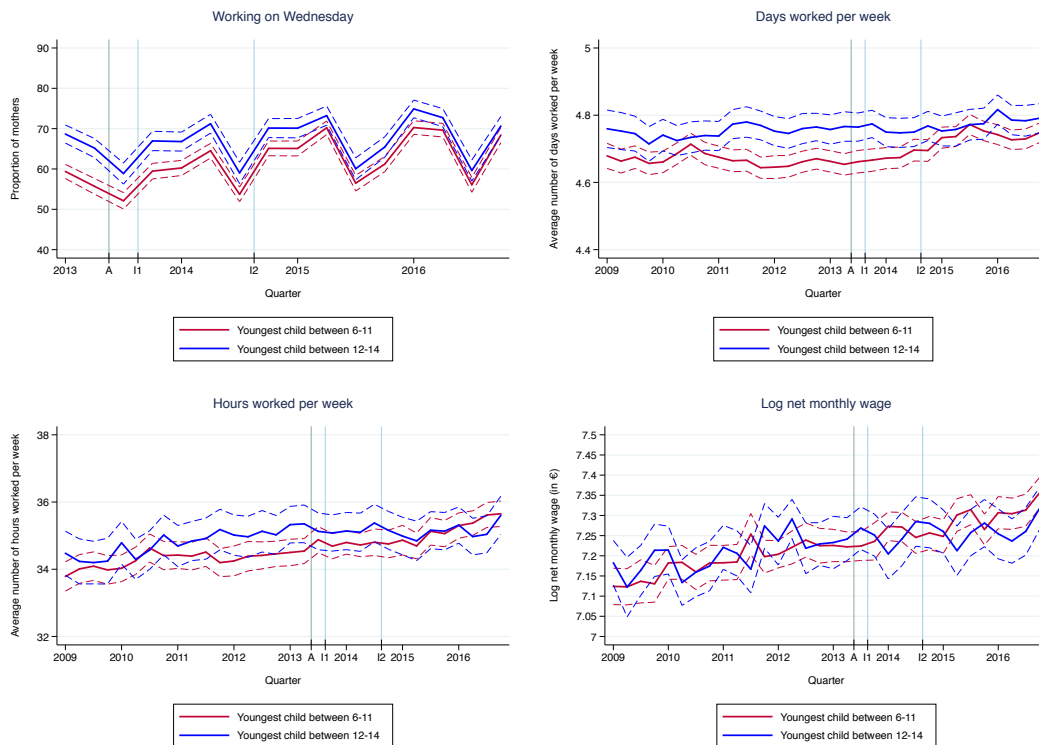 Working on Wednesday
Proportion of mothers
90
80
70
60
50
40
2013 A I1 2014 I2 2015 2016
Quarter
Youngest child between 6-11
Youngest child between 12-14
Days worked per week
Average number of days worked per week
5
4.8
4.6
4.4
2009 2010 2011 2012 2013 A I1 2014 I2 2015 2016
Quarter
Youngest child between 6-11
Youngest child between 12-14
Hours worked per week
Average number of hours worked per week
38
36
34
32
2009 2010 2011 2012 2013 A I1 2014 I2 2015 2016
Quarter
Youngest child between 6-11
Youngest child between 12-14
Log net monthly wage
Log net monthly wage (in €)
7.5
7.45
7.4
7.35
7.3
7.25
7.2
7.15
7.1
7.05
7
2009 2010 2011 2012 2013 A I1 2014 I2 2015 2016
Quarter
Youngest child between 6-11
Youngest child between 12-14